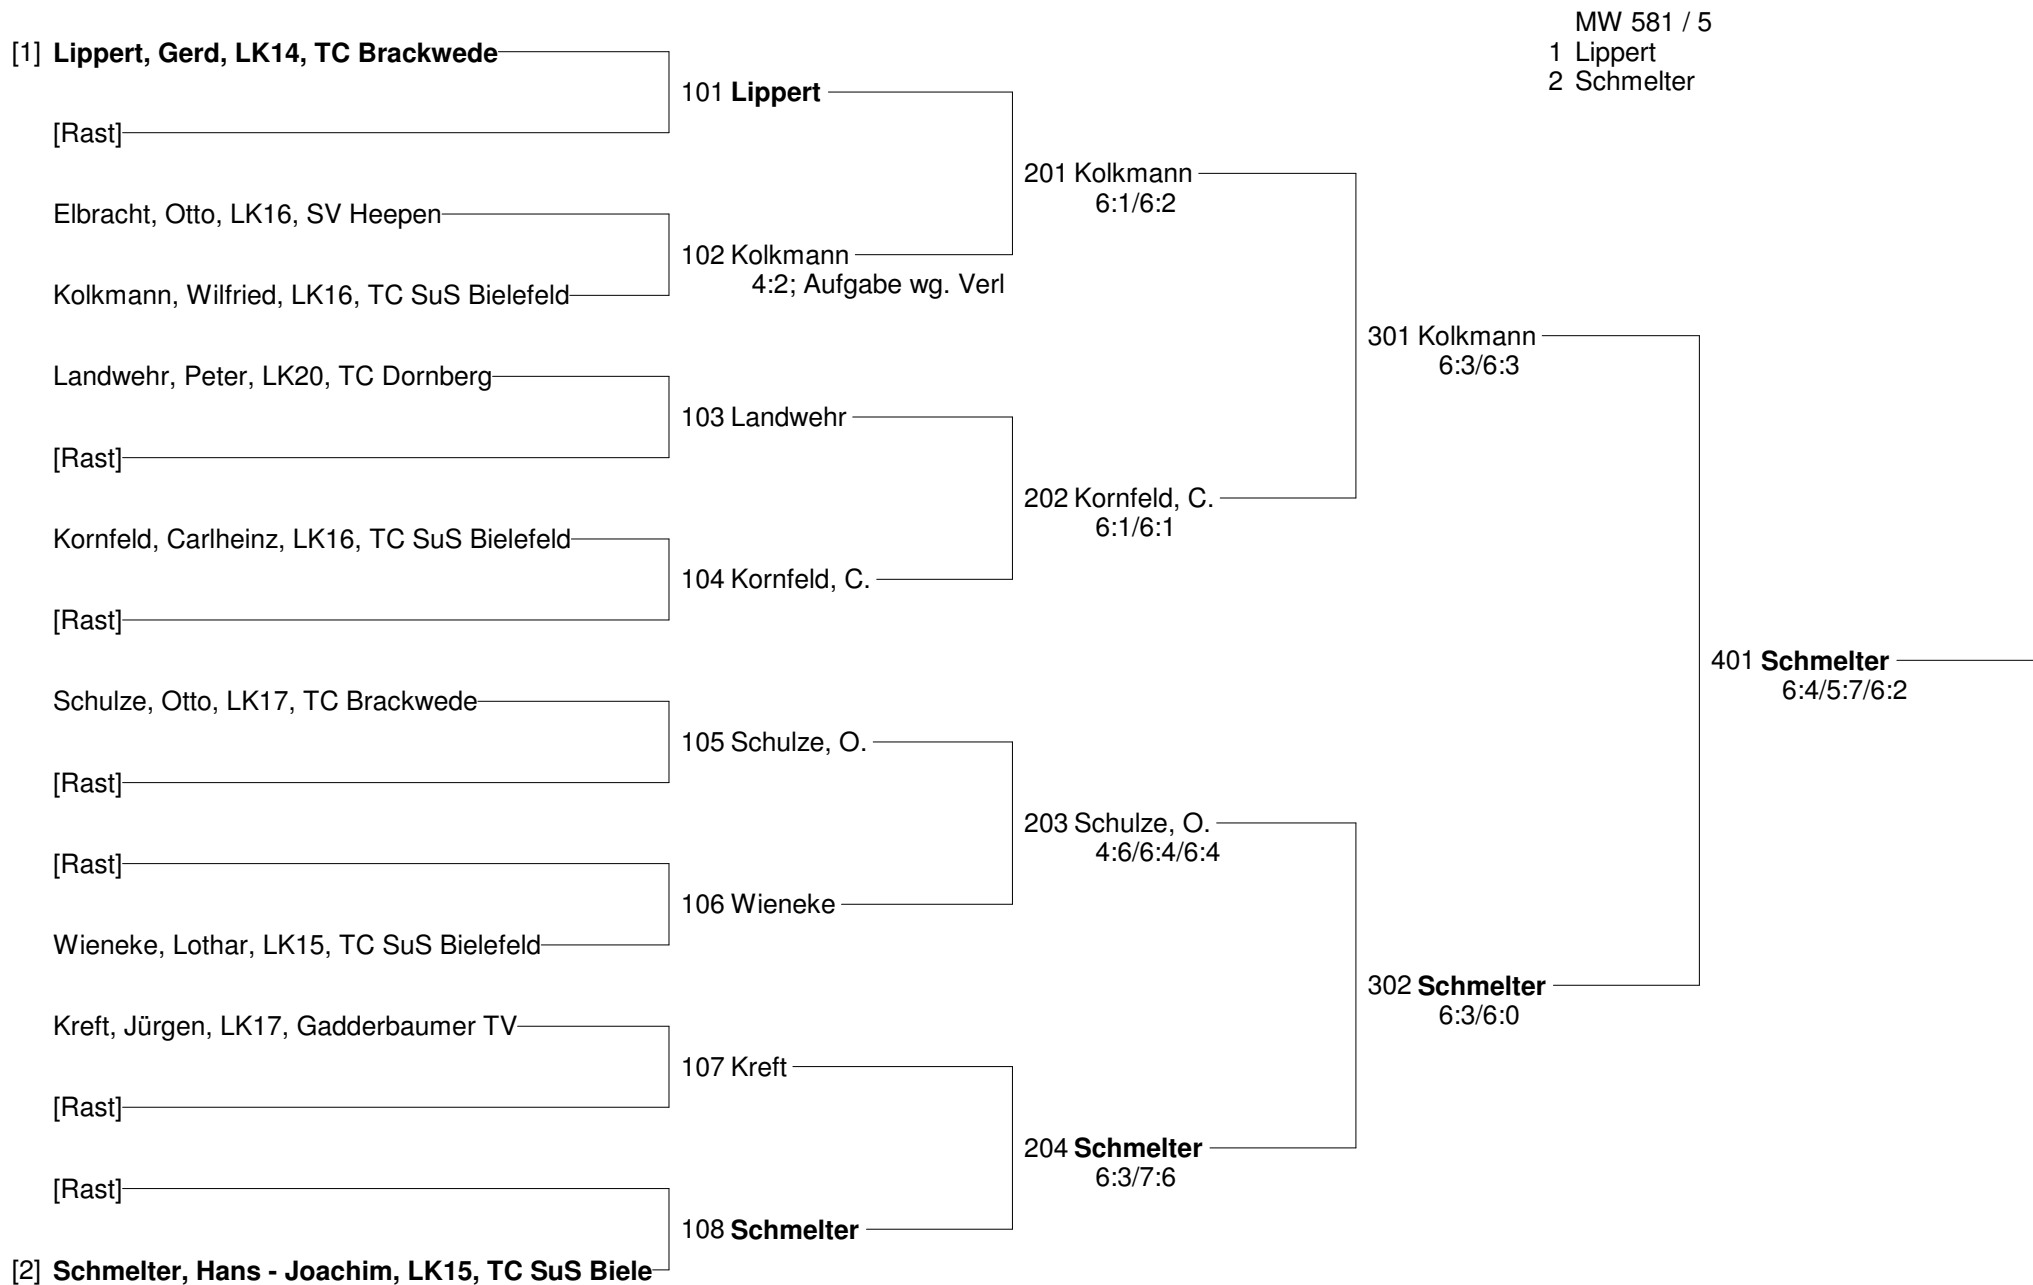 MW 581 / 5
1 Lippert
2 Schmelter
[1] Lippert, Gerd, LK14, TC Brackwede
[Rast]
Elbracht, Otto, LK16, SV Heepen
Kolkmann, Wilfried, LK16, TC SuS Bielefeld
Landwehr, Peter, LK20, TC Dornberg
[Rast]
Kornfeld, Carlheinz, LK16, TC SuS Bielefeld
[Rast]
Schulze, Otto, LK17, TC Brackwede
[Rast]
[Rast]
Wieneke, Lothar, LK15, TC SuS Bielefeld
Kreft, Jürgen, LK17, Gadderbaumer TV
[Rast]
[Rast]
[2] Schmelter, Hans - Joachim, LK15, TC SuS Biele
101 Lippert
102 Kolkmann
4:2; Aufgabe wg. Verl
103 Landwehr
104 Kornfeld, C.
105 Schulze, O.
106 Wieneke
107 Kreft
108 Schmelter
201 Kolkmann
6:1/6:2
202 Kornfeld, C.
6:1/6:1
203 Schulze, O.
4:6/6:4/6:4
204 Schmelter
6:3/7:6
301 Kolkmann
6:3/6:3
302 Schmelter
6:3/6:0
401 Schmelter
6:4/5:7/6:2